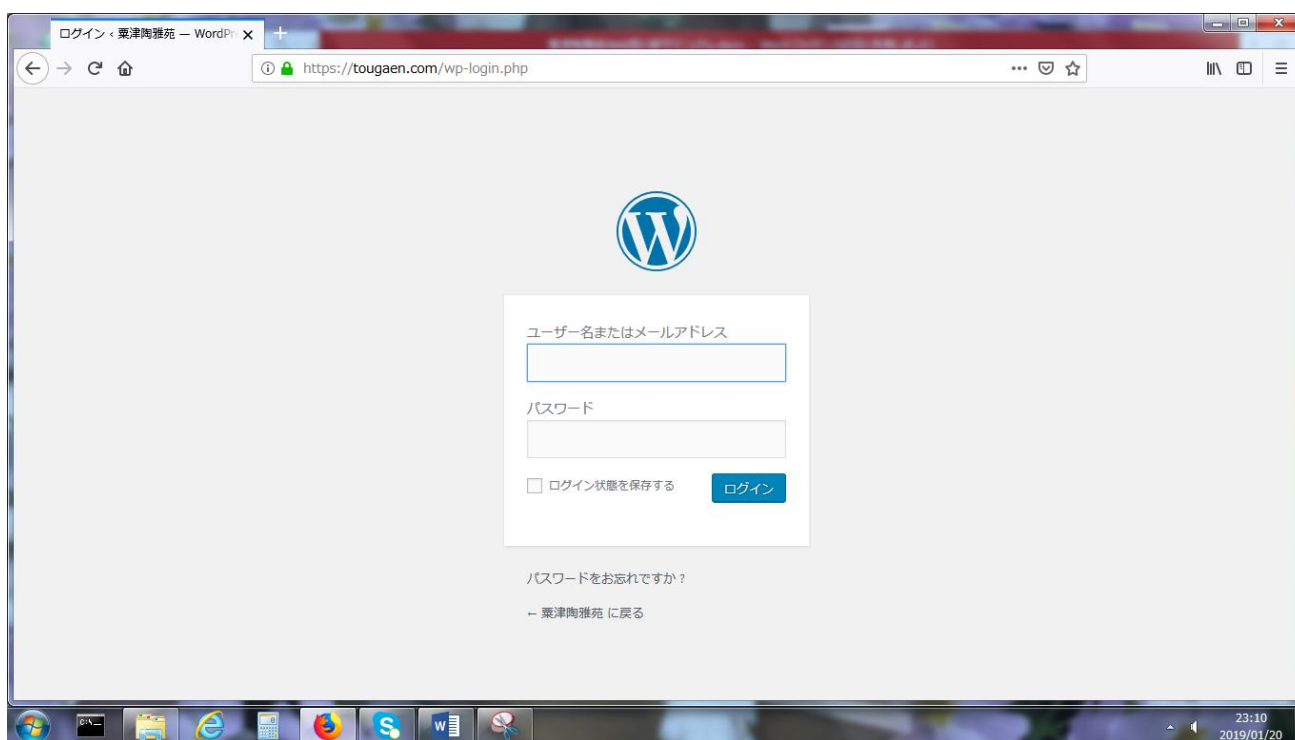 ログイン ‹ 粟津陶雅苑 — WordPr
https://tougaen.com/wp-login.php
ユーザー名またはメールアドレス
パスワード
ログイン状態を保存する
ログイン
パスワードをお忘れですか ?
← 粟津陶雅苑 に戻る
23:10
2019/01/20